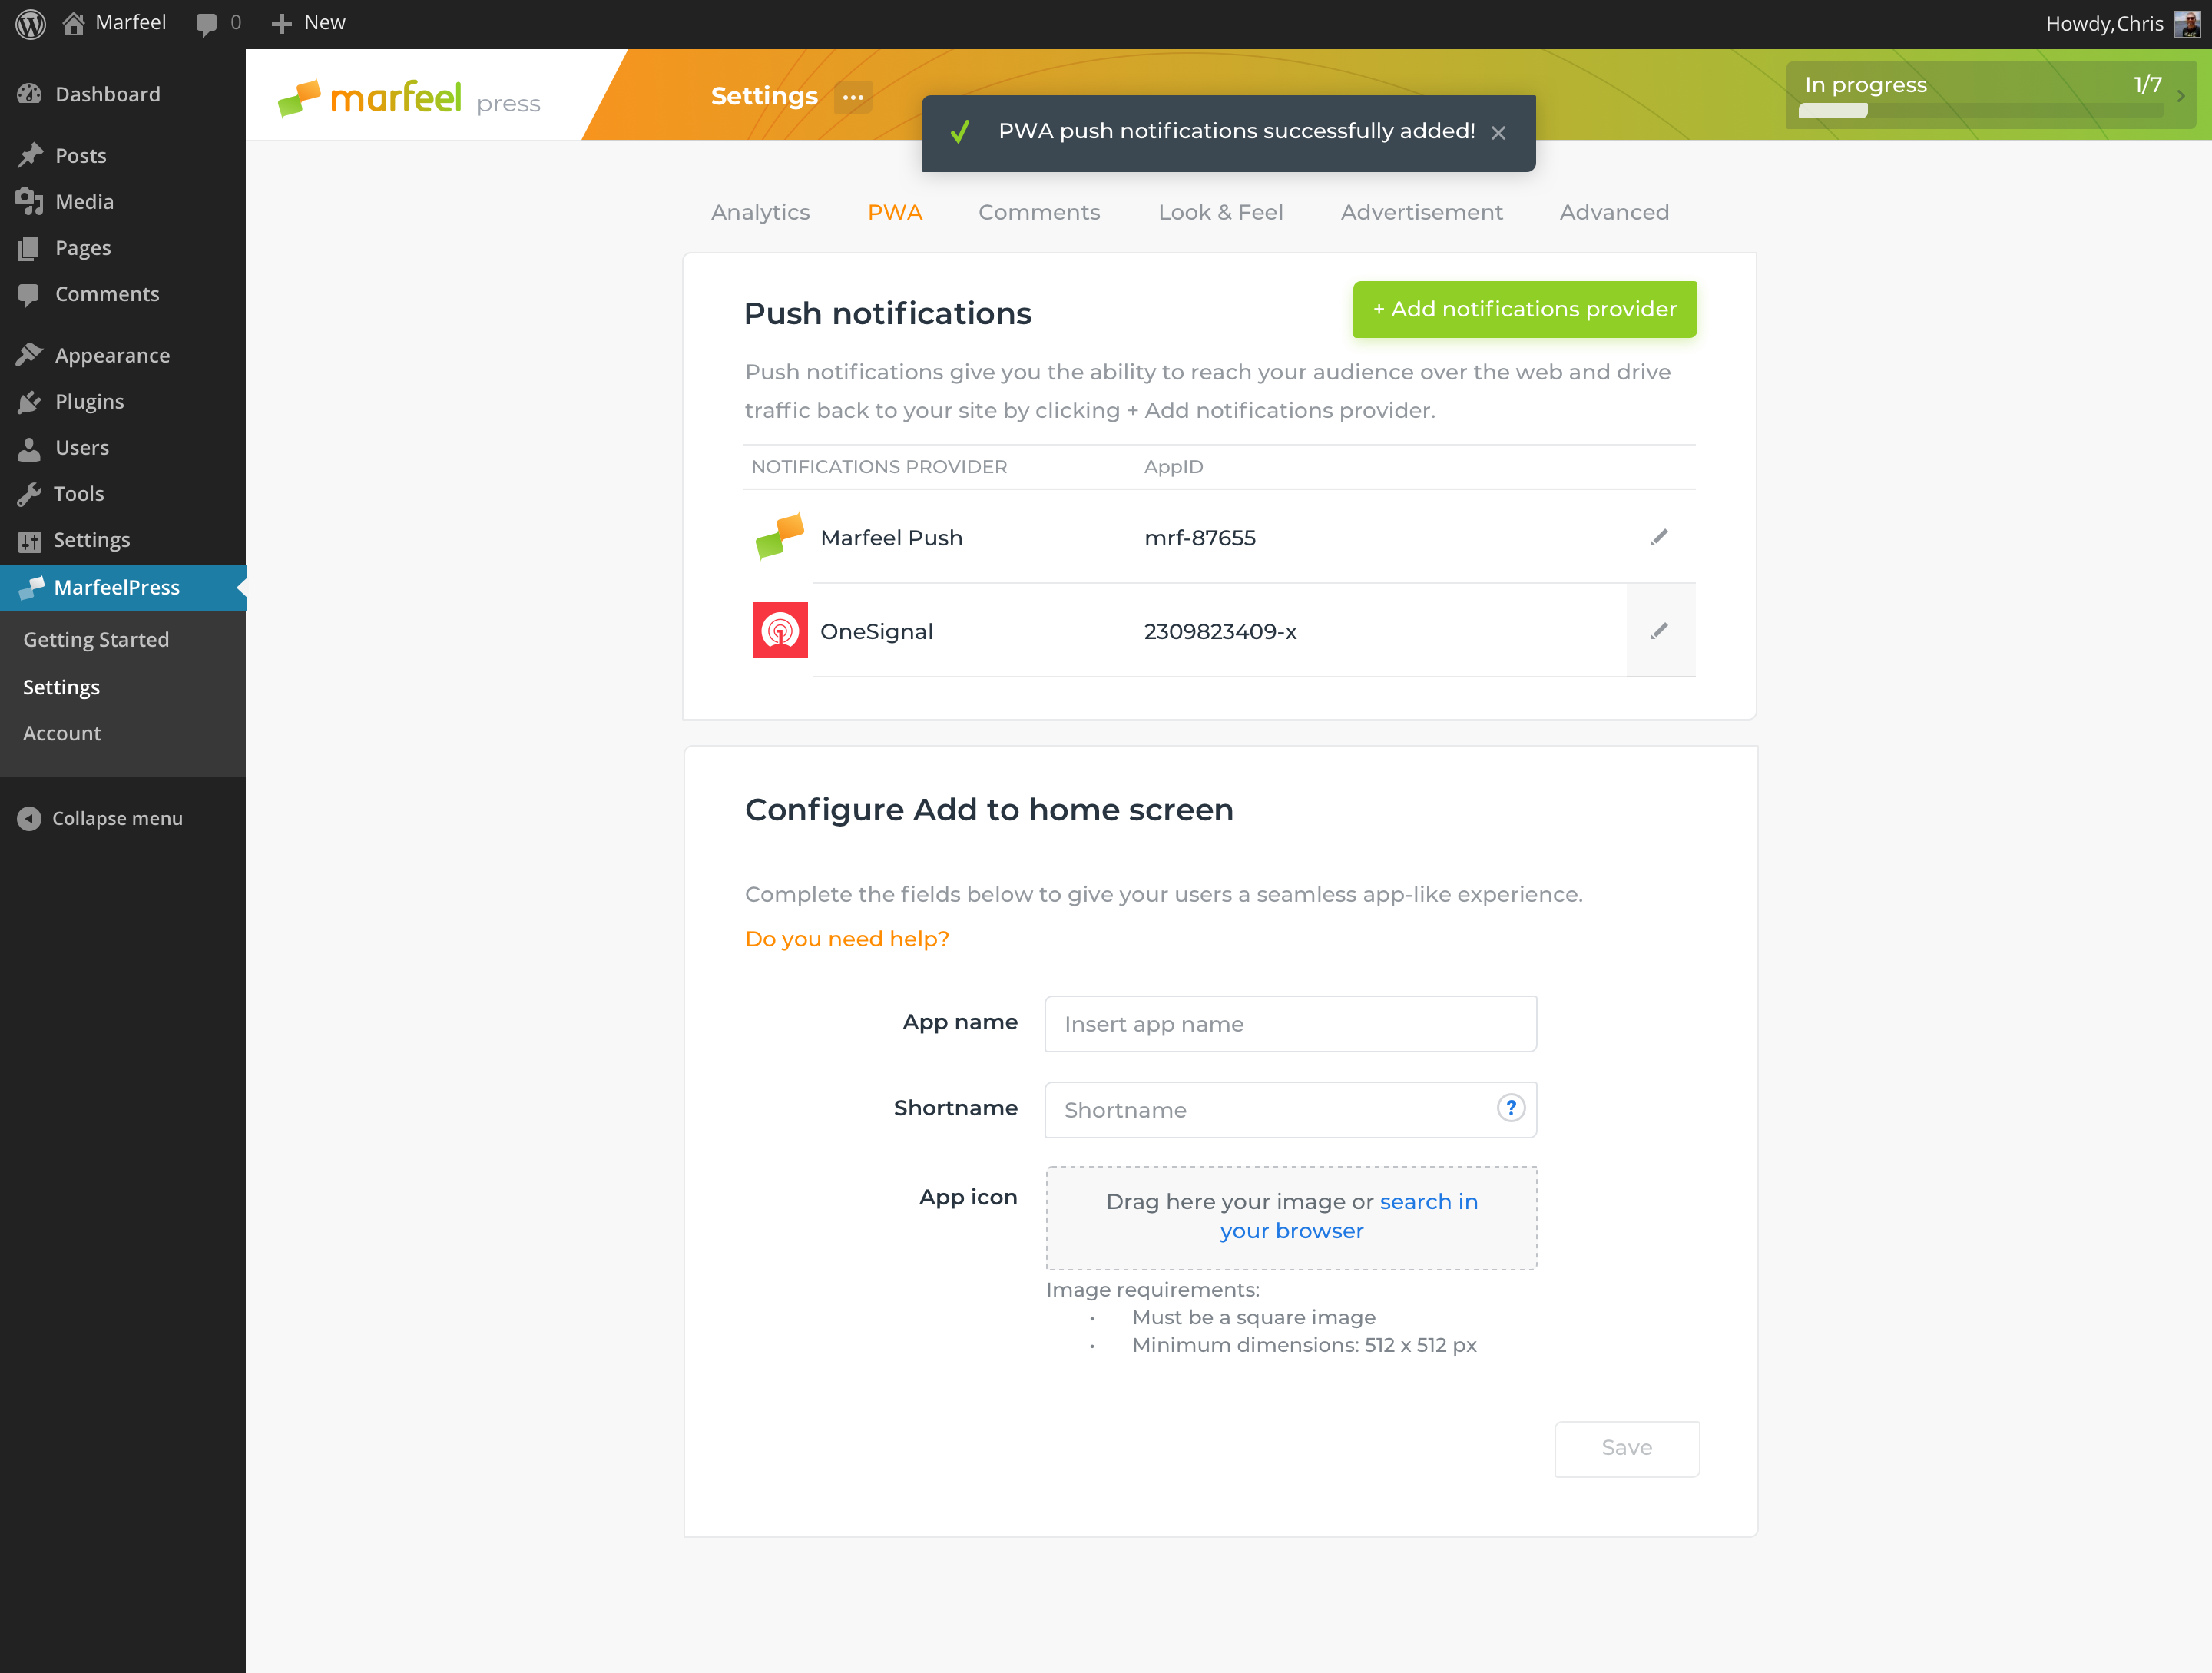 Marfeel 0 New Howdy, Chris
Dashboard
Posts
Media
Pages
Comments
Appearance
Plugins
Users
Tools
Settings
MarfeelPress
Getting Started
Settings
Account
Collapse menu
marfeel press
Settings ...
In progress 1/7
PWA push notifications successfully added!
Analytics PWA Comments Look & Feel Advertisement Advanced
Push notifications
+ Add notifications provider
Push notifications give you the ability to reach your audience over the web and drive
traffic back to your site by clicking + Add notifications provider.
NOTIFICATIONS PROVIDER AppID
Marfeel Push mrf-87655
OneSignal 2309823409-x
Configure Add to home screen
Complete the fields below to give your users a seamless app-like experience.
Do you need help?
App name Insert app name
Shortname Shortname ?
App icon Drag here your image or search in
your browser
Image requirements:
· Must be a square image
· Minimum dimensions: 512 x 512 px
Save